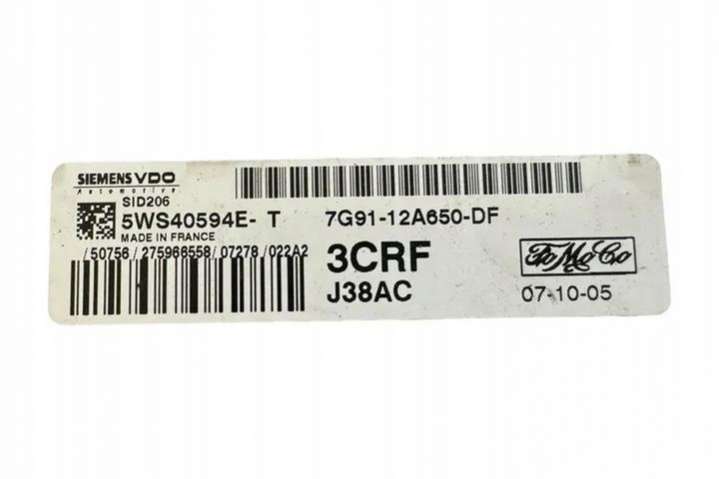 SIEMENS VDO
Automotive
SID206
5WS40594E- T
MADE IN FRANCE
/50756/275966558/07278/022A2
7G91-12A650-DF
3CRF
J38AC
FoMoCo
07-10-05